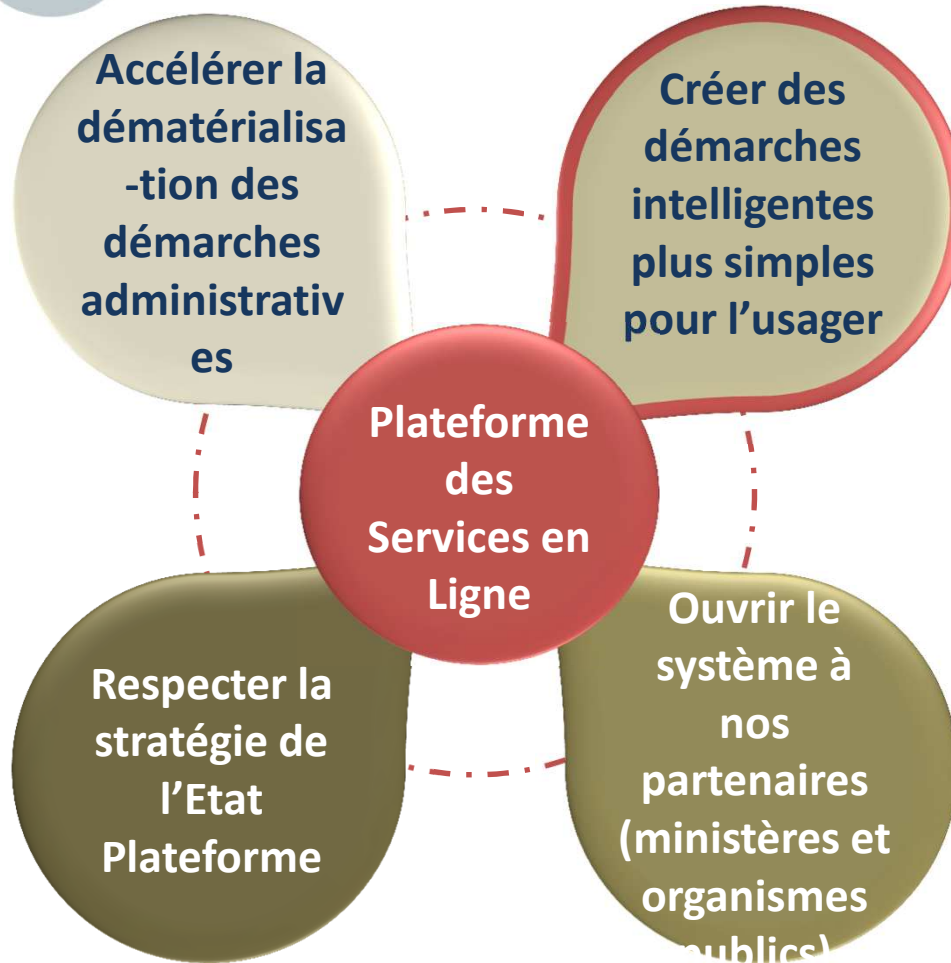 Accélérer la
dématérialisa
-tion des
démarches
administrativ
es
Créer des
démarches
intelligentes
plus simples
pour l’usager
Plateforme
des
Services en
Ligne
Respecter la
stratégie de
l’Etat
Plateforme
Ouvrir le
système à
nos
partenaires
(ministères et
organismes
publics)